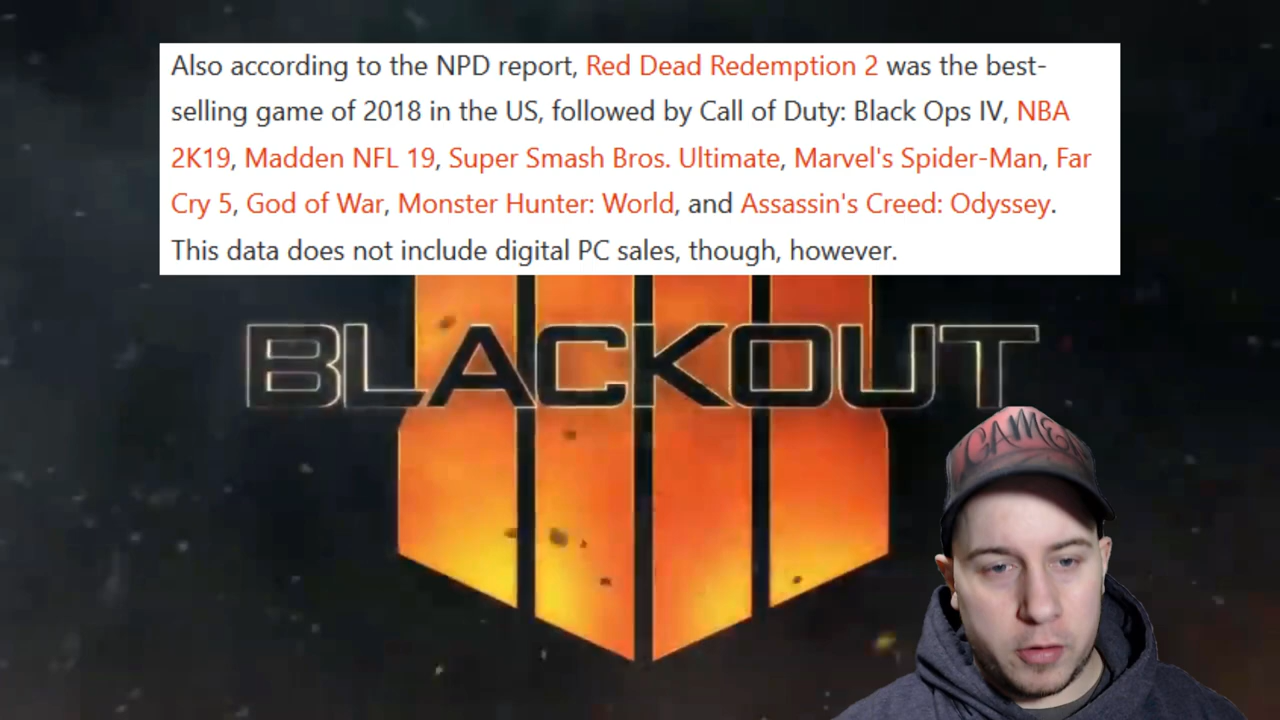 Also according to the NPD report, Red Dead Redemption 2 was the best-
selling game of 2018 in the US, followed by Call of Duty: Black Ops IV, NBA
2K19, Madden NFL 19, Super Smash Bros. Ultimate, Marvel's Spider-Man, Far
Cry 5, God of War, Monster Hunter: World, and Assassin's Creed: Odyssey.
This data does not include digital PC sales, though, however.
BLACKOUT